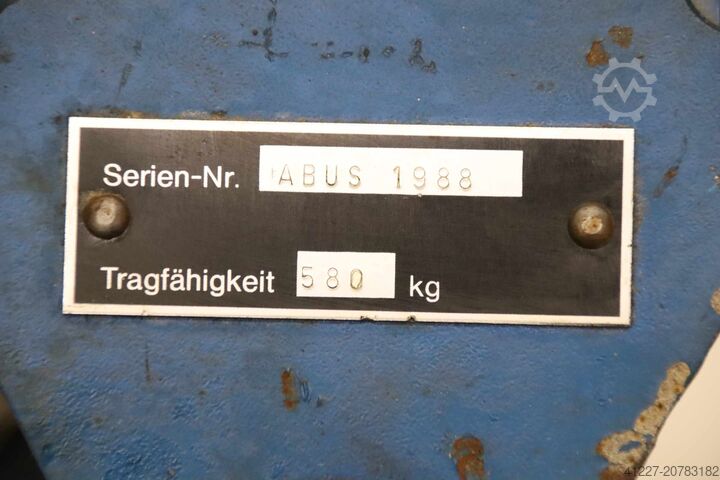 Serien-Nr. ABUS 1988
Tragfähigkeit 580 kg
41227-20783182